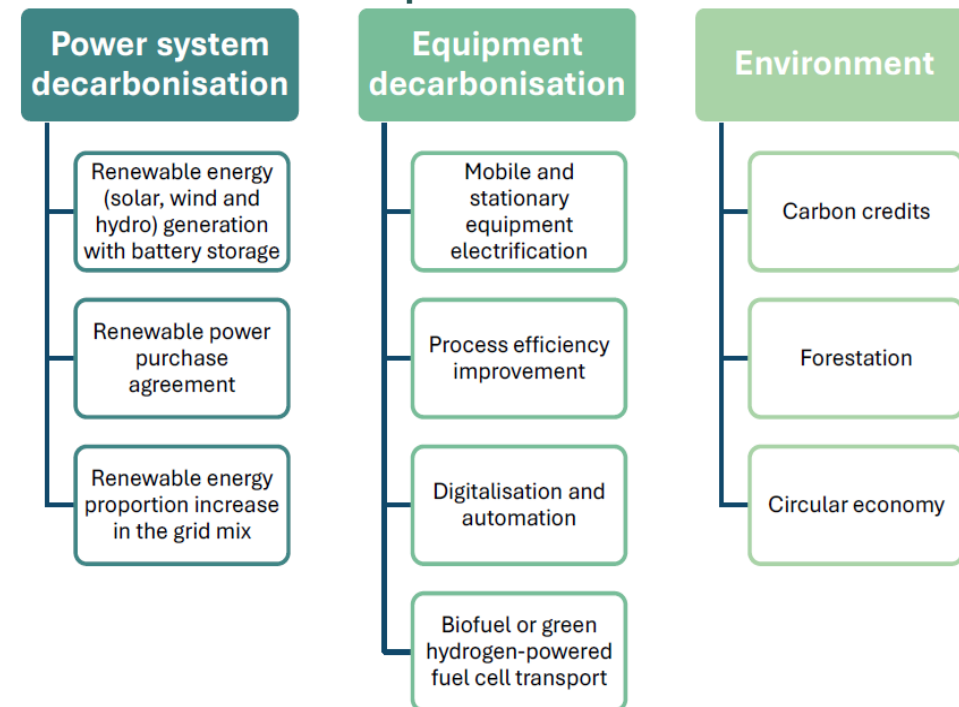 Power system
decarbonisation
Renewable energy
(solar, wind and
hydro) generation
with battery storage
Renewable power
purchase
agreement
Renewable energy
proportion increase
in the grid mix
Equipment
decarbonisation
Mobile and
stationary
equipment
electrification
Process efficiency
improvement
Digitalisation and
automation
Biofuel or green
hydrogen-powered
fuel cell transport
Environment
Carbon credits
Forestation
Circular economy